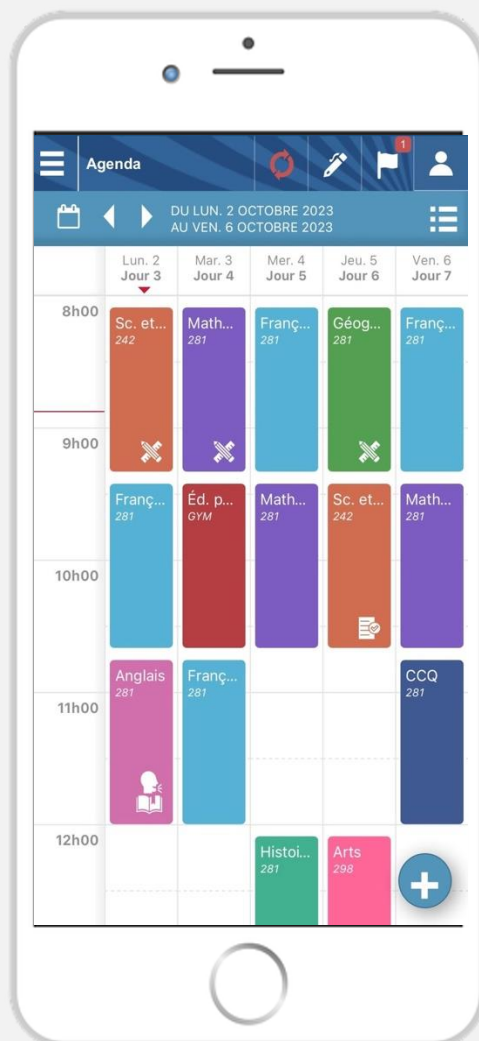 Agenda
1
DU LUN. 2 OCTOBRE 2023
AU VEN. 6 OCTOBRE 2023
Lun. 2 Mar. 3 Mer. 4 Jeu. 5 Ven. 6
Jour 3 Jour 4 Jour 5 Jour 6 Jour 7
8h00
Sc. et... Math... Franç... Géog... Franç...
242 281 281 281 281
9h00
Franç... Éd. p... Math... Sc. et... Math...
281 GYM 281 242 281
10h00
Anglais Franç... CCQ
281 281 281
11h00
12h00
Histoi... Arts
281 298